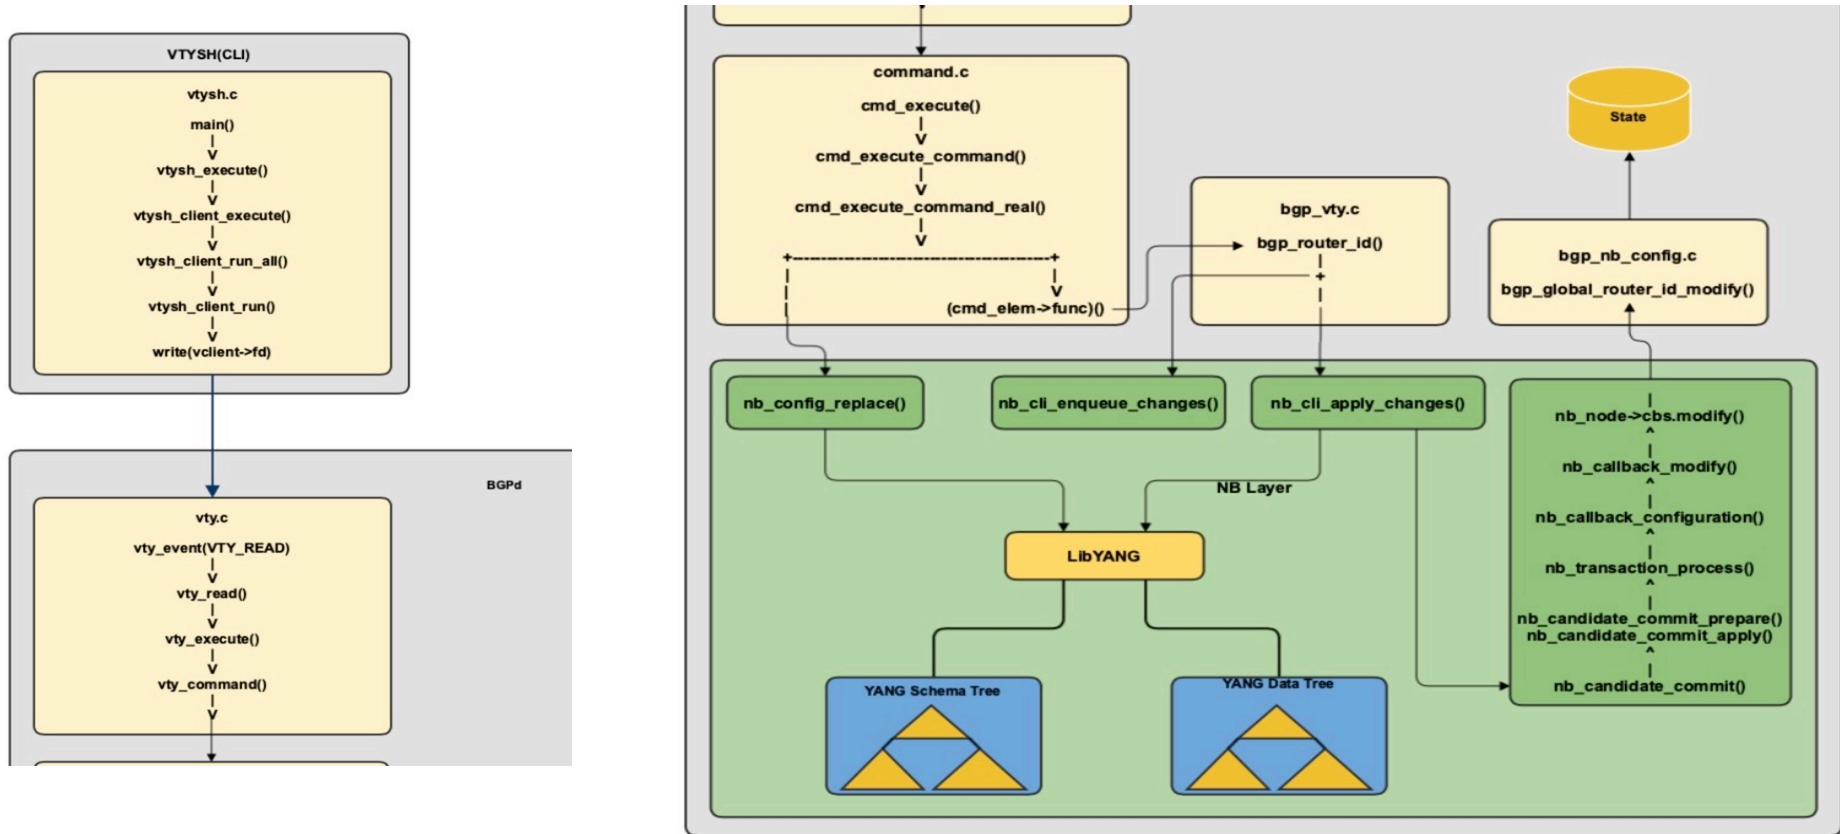 VTYSH(CLI)
vtysh.c
main()
vtysh_execute()
vtysh_client_execute()
vtysh_client_run_all()
vtysh_client_run()
write(vclient->fd)
BGPd
vty.c
vty_event(VTY_READ)
vty_read()
vty_execute()
vty_command()
command.c
cmd_execute()
cmd_execute_command()
cmd_execute_command_real()
(cmd_elem->func)()
bgp_vty.c
bgp_router_id()
State
bgp_nb_config.c
bgp_global_router_id_modify()
nb_config_replace()
nb_cli_enqueue_changes()
nb_cli_apply_changes()
NB Layer
LibYANG
YANG Schema Tree
YANG Data Tree
nb_node->cbs.modify()
nb_callback_modify()
nb_callback_configuration()
nb_transaction_process()
nb_candidate_commit_prepare()
nb_candidate_commit_apply()
nb_candidate_commit()